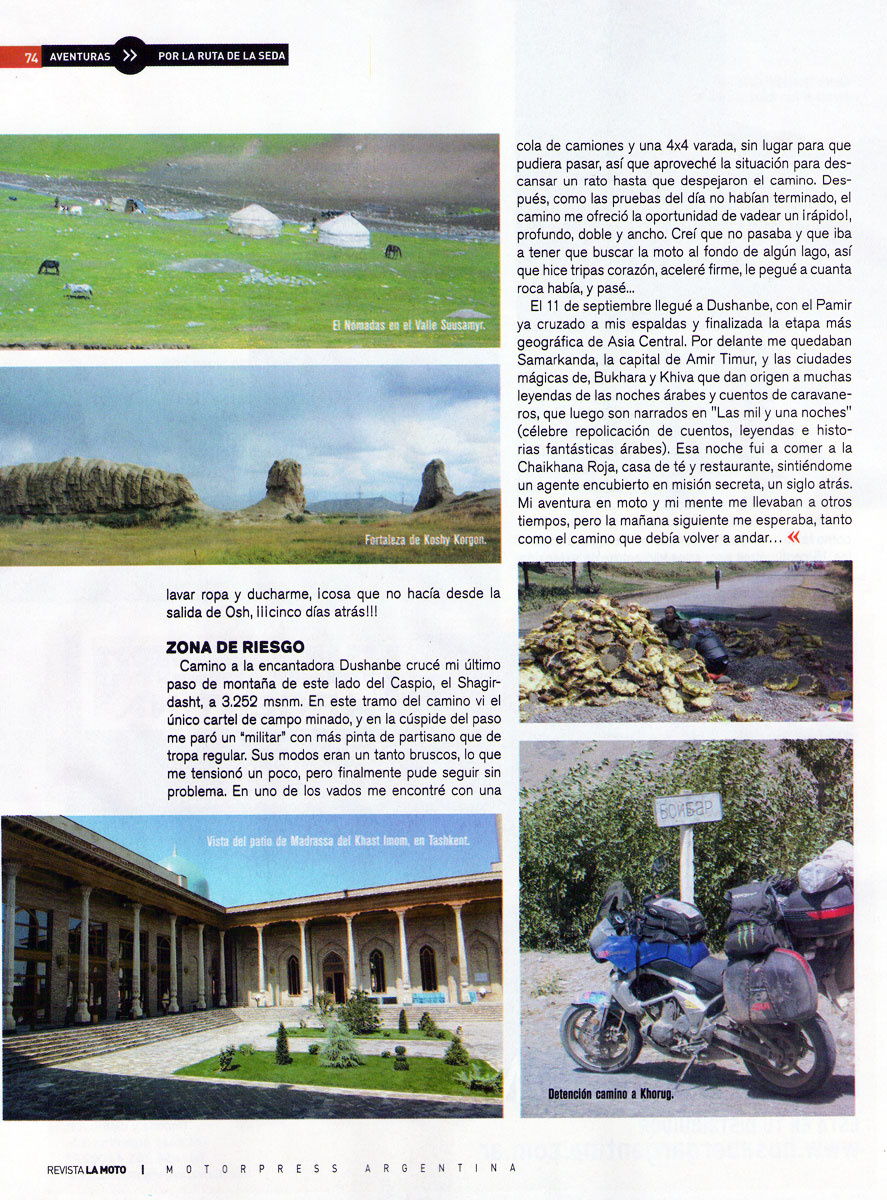 74 AVENTURAS >> POR LA RUTA DE LA SEDA
El Nómadas en el Valle Suusamyr.
Fortaleza de Koshy Korgon.
lavar ropa y ducharme, ¡cosa que no hacía desde la
salida de Osh, ¡¡¡cinco días atrás!!!
ZONA DE RIESGO
Camino a la encantadora Dushanbe crucé mi último
paso de montaña de este lado del Caspio, el Shagir-
dasht, a 3.252 msnm. En este tramo del camino vi el
único cartel de campo minado, y en la cúspide del paso
me paró un “militar” con más pinta de partisano que de
tropa regular. Sus modos eran un tanto bruscos, lo que
me tensionó un poco, pero finalmente pude seguir sin
problema. En uno de los vados me encontré con una
Vista del patio de Madrassa del Khast Imom, en Tashkent.
cola de camiones y una 4x4 varada, sin lugar para que
pudiera pasar, así que aproveché la situación para des-
cansar un rato hasta que despejaron el camino. Des-
pués, como las pruebas del día no habían terminado, el
camino me ofreció la oportunidad de vadear un ¡rápido!,
profundo, doble y ancho. Creí que no pasaba y que iba
a tener que buscar la moto al fondo de algún lago, así
que hice tripas corazón, aceleré firme, le pegué a cuanta
roca había, y pasé...
El 11 de septiembre llegué a Dushanbe, con el Pamir
ya cruzado a mis espaldas y finalizada la etapa más
geográfica de Asia Central. Por delante me quedaban
Samarkanda, la capital de Amir Timur, y las ciudades
mágicas de, Bukhara y Khiva que dan origen a muchas
leyendas de las noches árabes y cuentos de caravane-
ros, que luego son narrados en "Las mil y una noches"
(célebre repolicación de cuentos, leyendas e histo-
rias fantásticas árabes). Esa noche fui a comer a la
Chaikhana Roja, casa de té y restaurante, sintiéndome
un agente encubierto en misión secreta, un siglo atrás.
Mi aventura en moto y mi mente me llevaban a otros
tiempos, pero la mañana siguiente me esperaba, tanto
como el camino que debía volver a andar... «
БОЙБАР
Detención camino a Khorug.
REVISTA LA MOTO | MOTORPRESS ARGENTINA